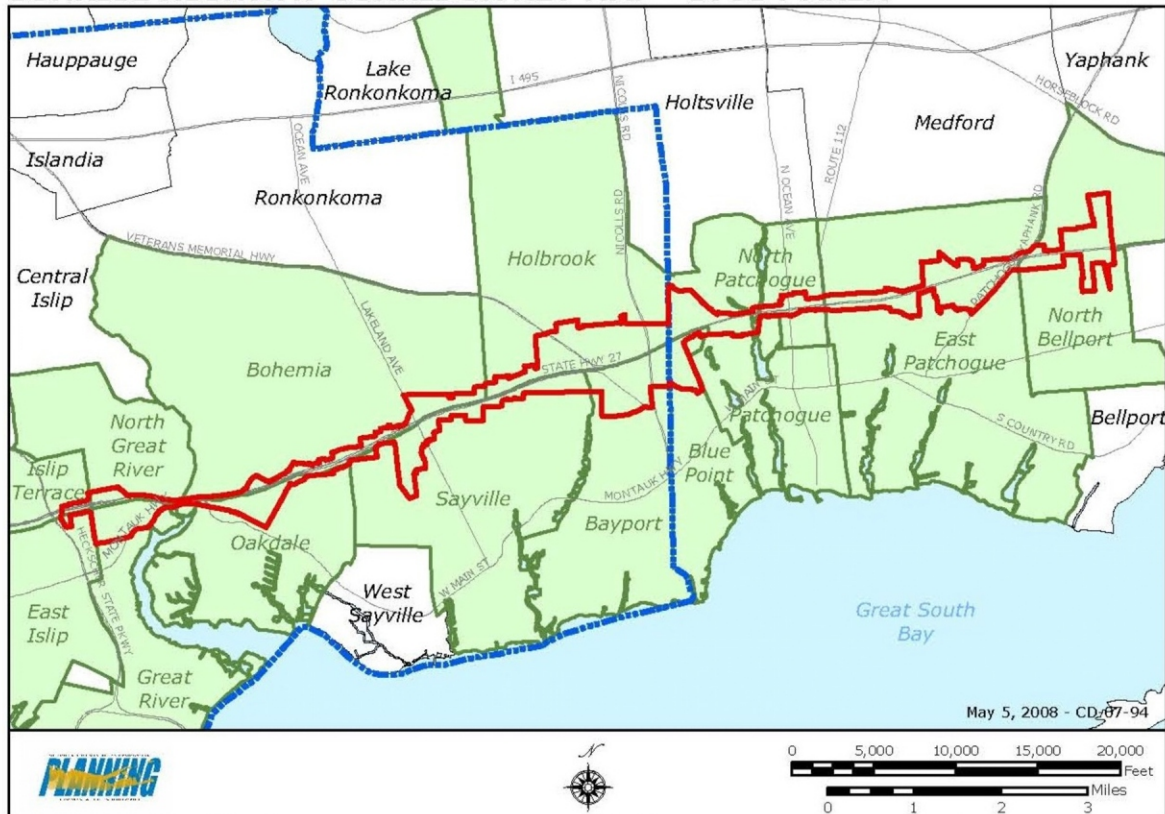 Hauppauge
Lake
Ronkonkoma
I 495
NICOLLS RD
Holtsville
Yaphank
HORSEBLOCK RD
Medford
Islandia
OCEAN AVE
Ronkonkoma
N OCEAN AVE
ROUTE 112
VETERANS MEMORIAL HWY
Holbrook
NICOLLS RD
North
Patchogue
Central
Islip
LAKELAND AVE
STATE HWY 27
Bohemia
East
Patchogue
North
Bellport
Patchogue
Bellport
S COUNTRY RD
North
Great
River
Islip
Terrace
MONTAUK HWY
HECKSCHER STATE PKWY
Oakdale
Sayville
Bayport
MONTAUK HWY
Blue
Point
West
Sayville
W MAIN ST
East
Islip
Great
River
Great South
Bay
May 5, 2008 - CD-07-94
PLANNING
N
0 5,000 10,000 15,000 20,000
Feet
Miles
0 1 2 3